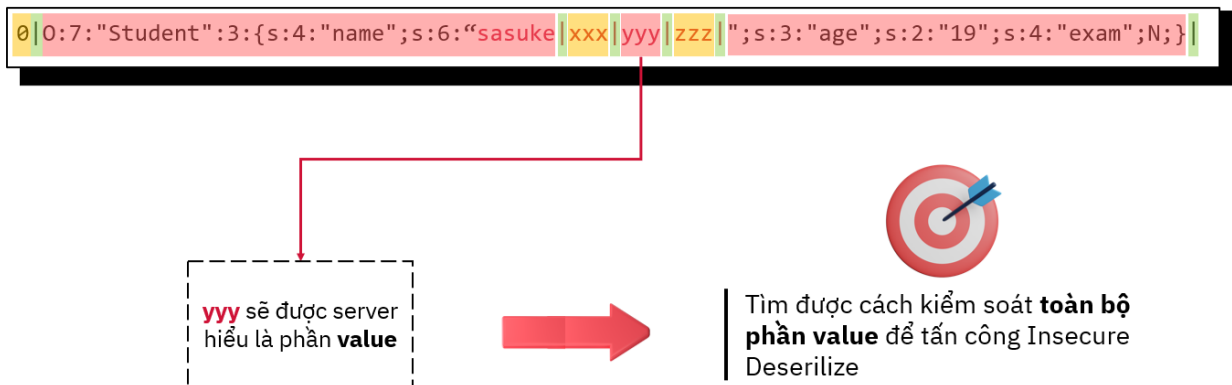 0|O:7:"Student":3:{s:4:"name";s:6:“sasuke|xxx|yyy|zzz|";s:3:"age";s:2:"19";s:4:"exam";N;}|
yyy sẽ được server
hiểu là phần value
Tìm được cách kiểm soát toàn bộ
phần value để tấn công Insecure
Deserilize